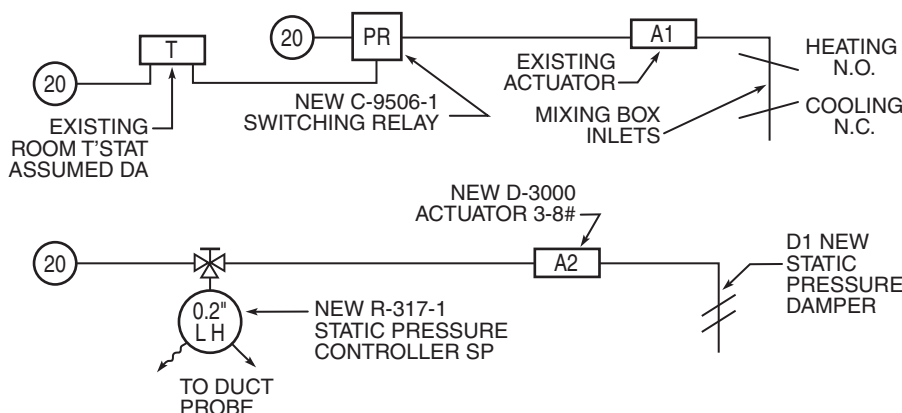 20
T
20
PR
A1
HEATING
N.O.
EXISTING
ACTUATOR
NEW C-9506-1
SWITCHING RELAY
MIXING BOX
INLETS
COOLING
N.C.
EXISTING
ROOM T'STAT
ASSUMED DA
NEW D-3000
ACTUATOR 3-8#
20
A2
D1 NEW
STATIC
PRESSURE
DAMPER
0.2"
L H
NEW R-317-1
STATIC PRESSURE
CONTROLLER SP
TO DUCT
PROBE